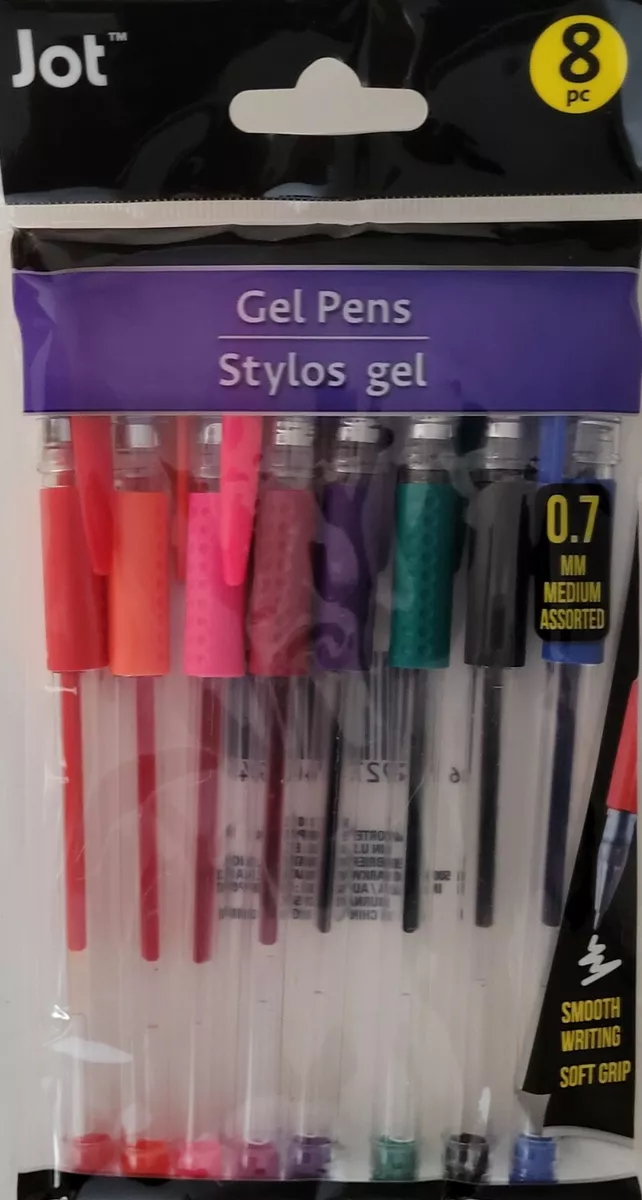 Jot™
8
pc
Gel Pens
Stylos gel
0.7
MM
MEDIUM
ASSORTED
SMOOTH
WRITING
SOFT GRIP